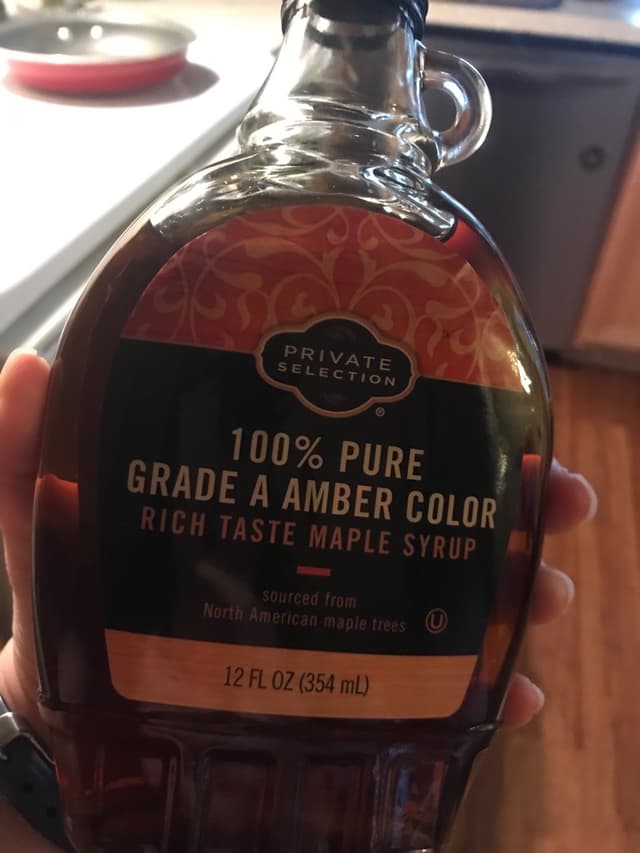 PRIVATE
SELECTION
®
100% PURE
GRADE A AMBER COLOR
RICH TASTE MAPLE SYRUP
sourced from
North American maple trees
U
12 FL OZ (354 mL)